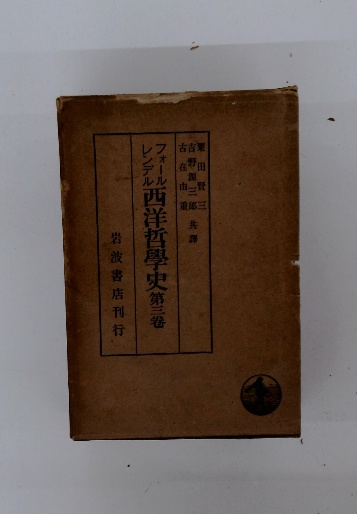 粟田賢三
吉野源三郎
古在由重 共譯
フォールレンデル
西洋哲學史 第三卷
岩波書店刊行